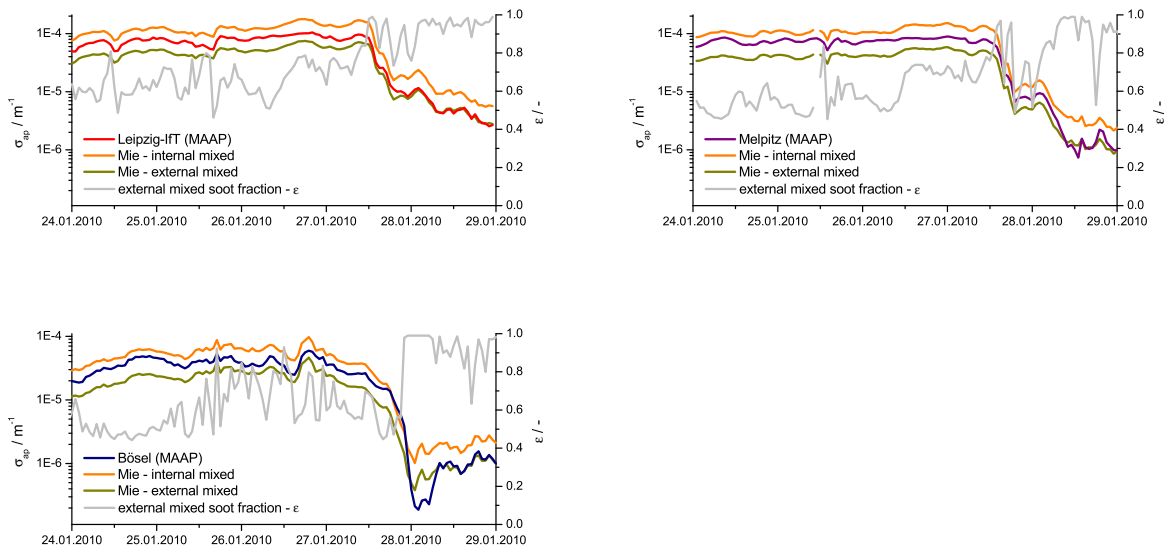 1E-4
1E-5
1E-6
σap / m-1
1.0
0.8
0.6
0.4
0.2
0.0
ε / -
Leipzig-IfT (MAAP)
Mie - internal mixed
Mie - external mixed
external mixed soot fraction - ε
24.01.2010 25.01.2010 26.01.2010 27.01.2010 28.01.2010 29.01.2010
1E-4
1E-5
1E-6
σap / m-1
1.0
0.8
0.6
0.4
0.2
0.0
ε / -
Melpitz (MAAP)
Mie - internal mixed
Mie - external mixed
external mixed soot fraction - ε
24.01.2010 25.01.2010 26.01.2010 27.01.2010 28.01.2010 29.01.2010
1E-4
1E-5
1E-6
σap / m-1
1.0
0.8
0.6
0.4
0.2
0.0
ε / -
Bösel (MAAP)
Mie - internal mixed
Mie - external mixed
external mixed soot fraction - ε
24.01.2010 25.01.2010 26.01.2010 27.01.2010 28.01.2010 29.01.2010